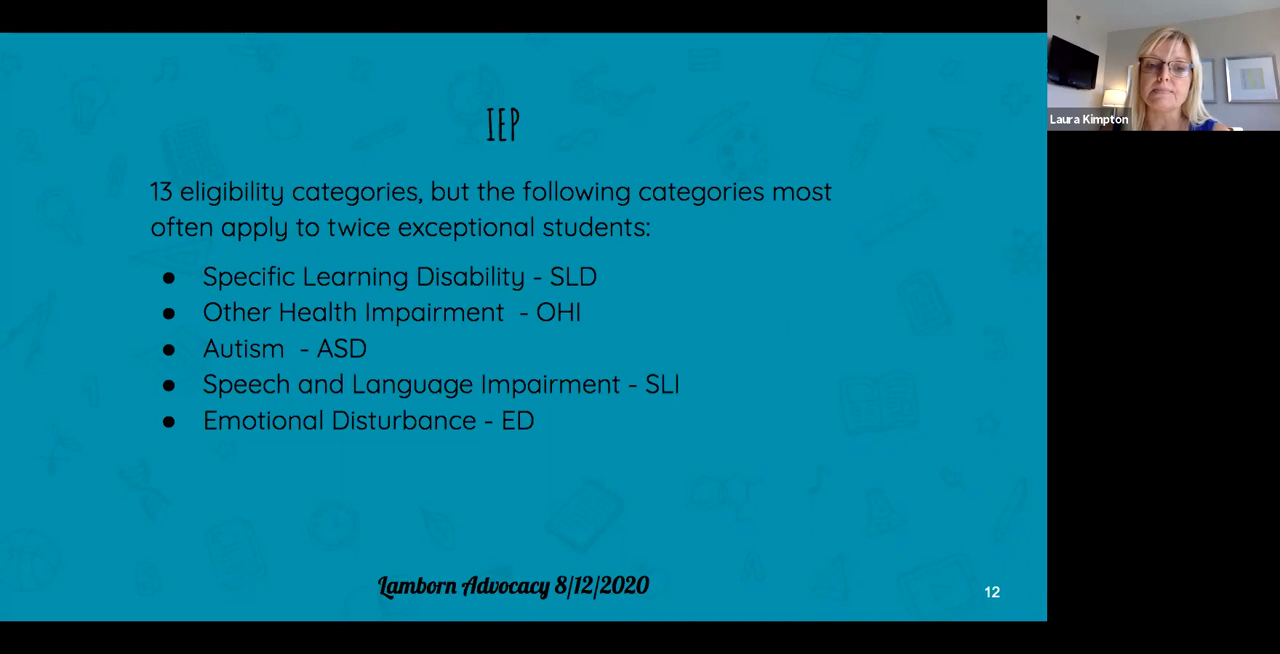 IEP
13 eligibility categories, but the following categories most
often apply to twice exceptional students:
● Specific Learning Disability - SLD
● Other Health Impairment - OHI
● Autism - ASD
● Speech and Language Impairment - SLI
● Emotional Disturbance - ED
Lamborn Advocacy 8/12/2020
12
Laura Kimpton